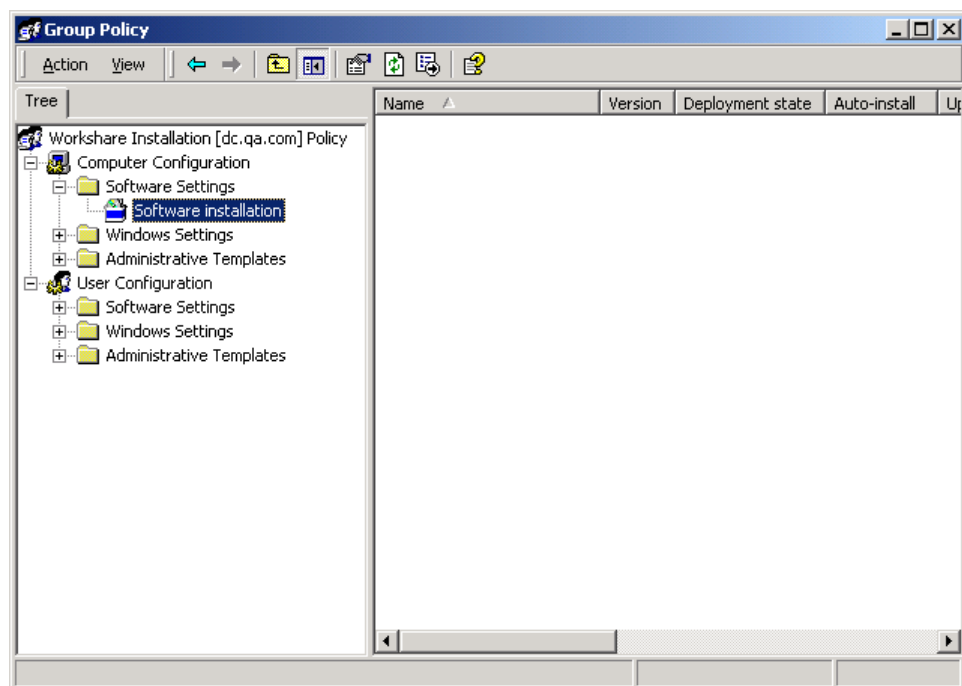 Group Policy
Action View
Tree
Name Version Deployment state Auto-install
Workshare Installation [dc.qa.com] Policy
Computer Configuration
Software Settings
Software installation
Windows Settings
Administrative Templates
User Configuration
Software Settings
Windows Settings
Administrative Templates